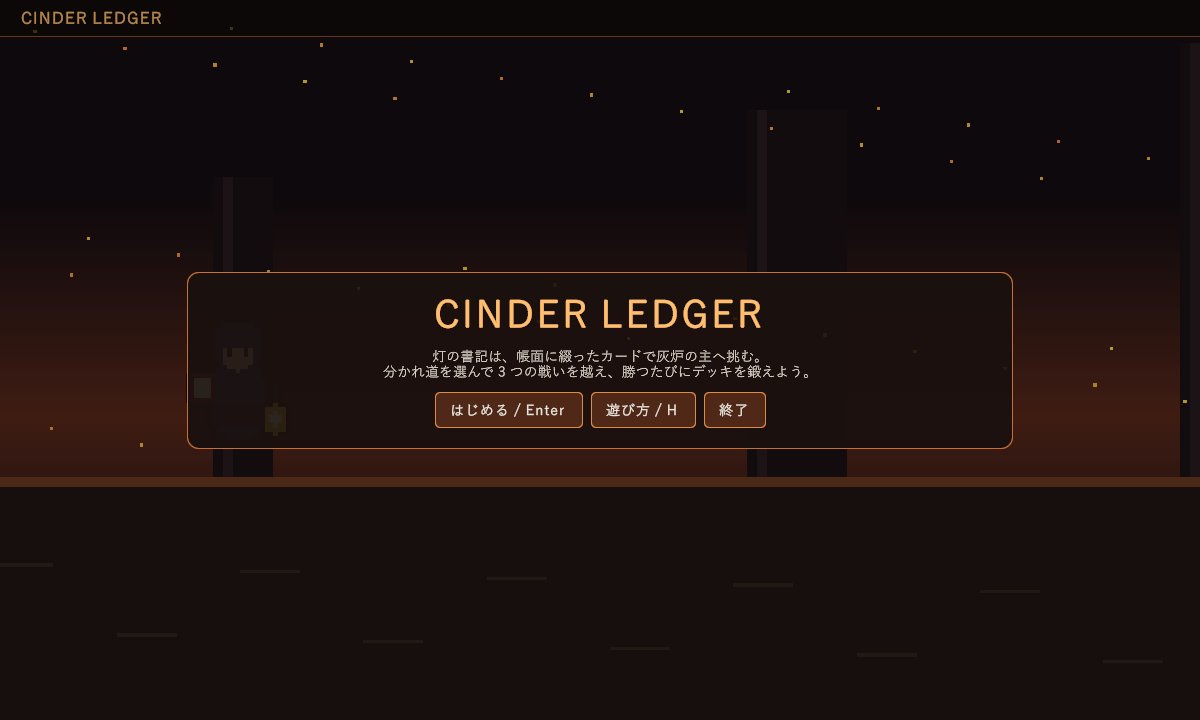 CINDER LEDGER
CINDER LEDGER
灯の書記は、帳面に綴ったカードで灰炉の主へ挑む。
分かれ道を選んで 3 つの戦いを越え、勝つたびにデッキを鍛えよう。
はじめる / Enter 遊び方 / H 終了